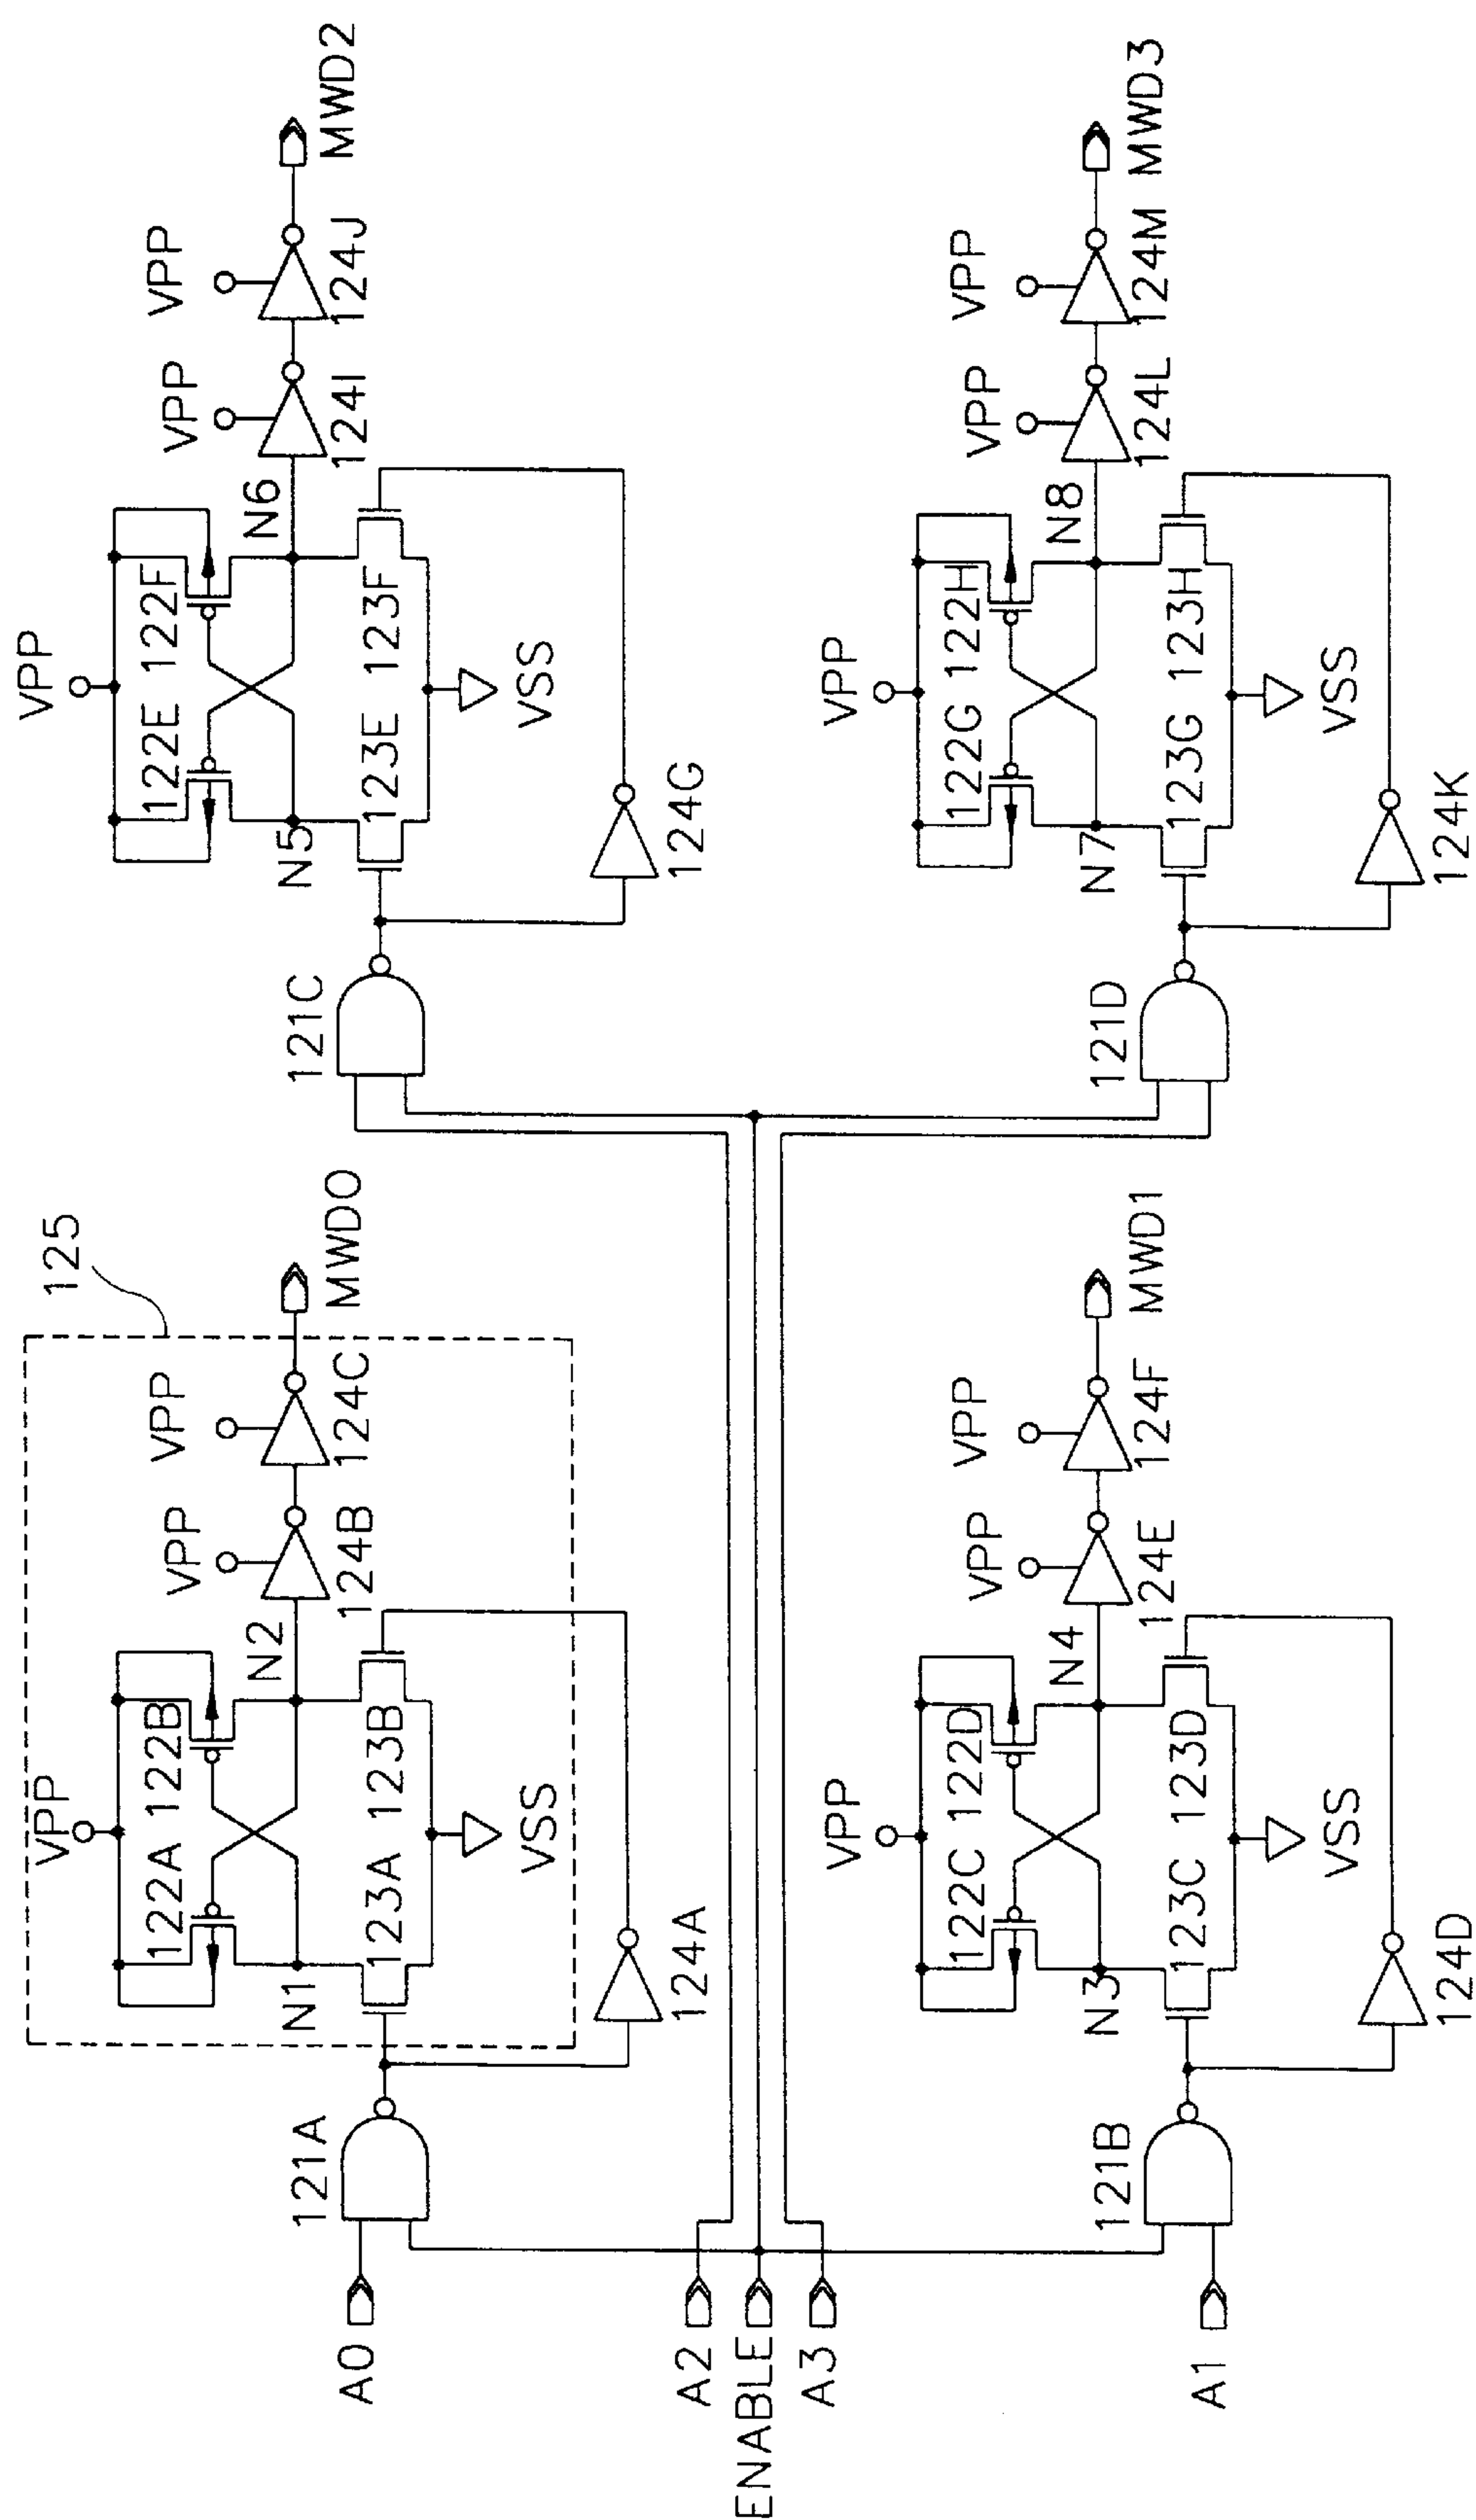 125
VPP
VPP
VPP
122A 122B
N2
N1
123A 123B
124B
124C
MWD0
VSS
121A
124A
A0
VPP
VPP
VPP
122E 122F
N6
N5
123E 123F
124I
124J
MWD2
VSS
121C
124G
A2
ENABLE
A3
VPP
VPP
VPP
122C 122D
N4
N3
123C 123D
124E
124F
MWD1
VSS
121B
124D
A1
VPP
VPP
VPP
122G 122H
N8
N7
123G 123H
124L
124M
MWD3
VSS
121D
124K